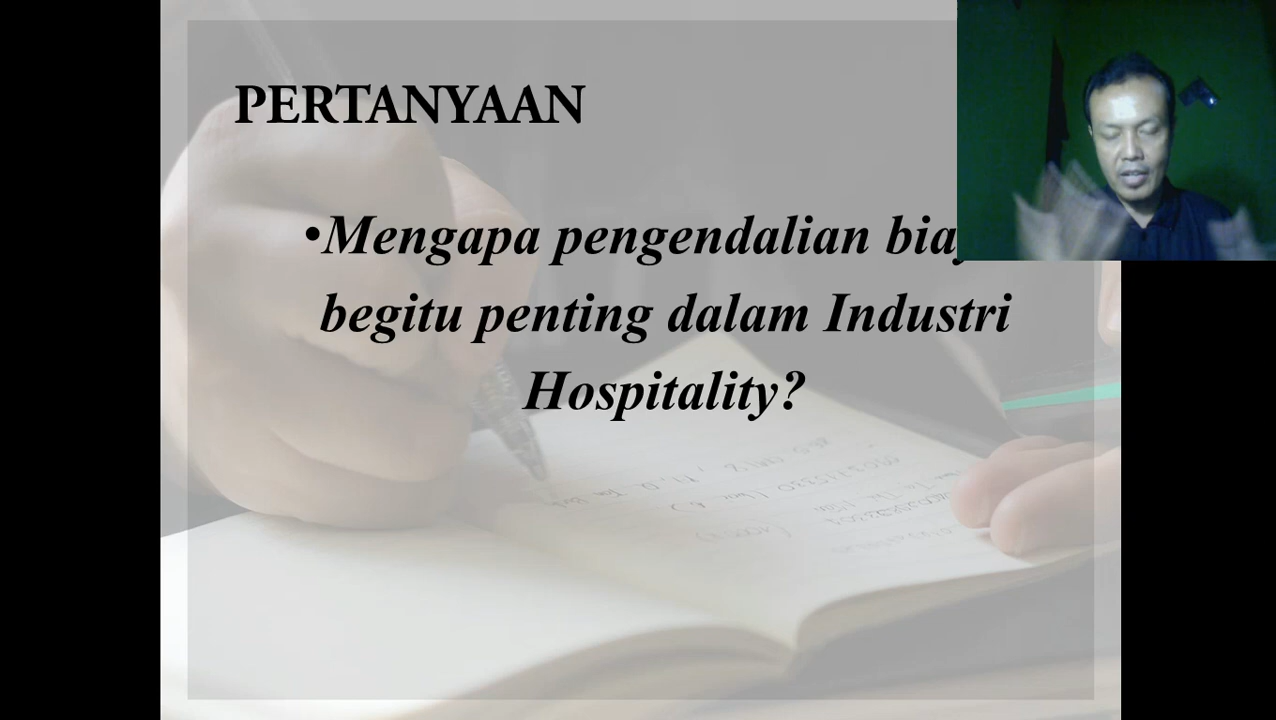 PERTANYAAN
•Mengapa pengendalian
begitu penting dalam Industri
Hospitality?